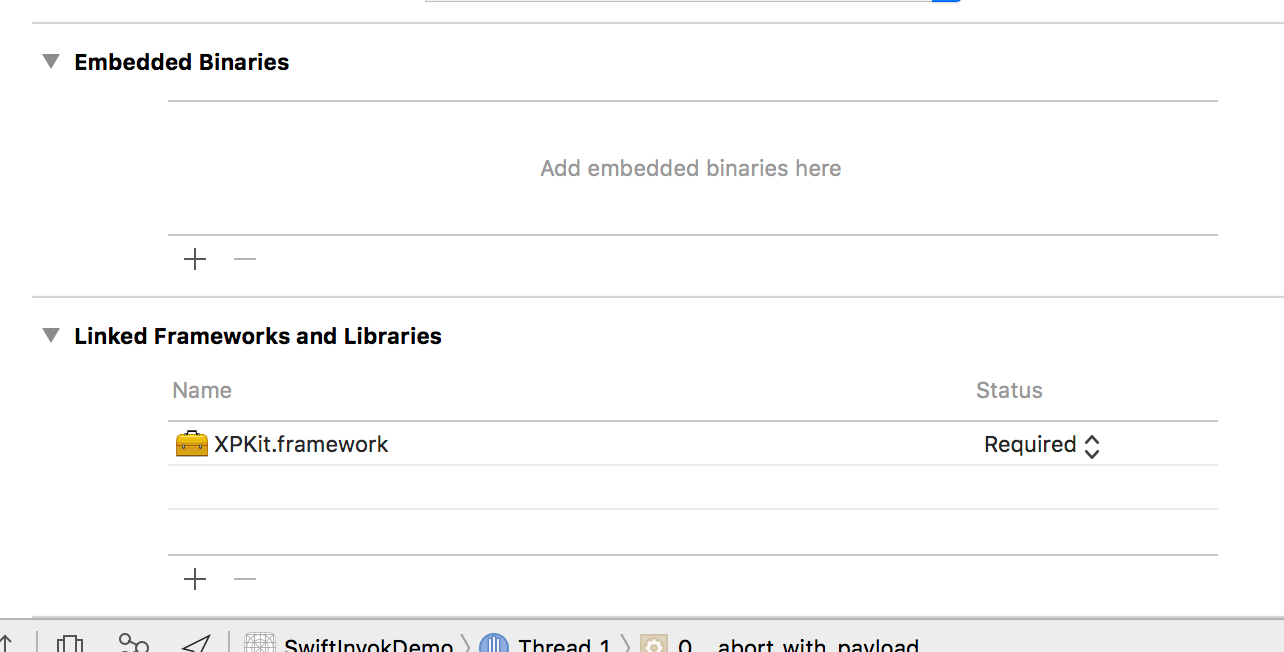 Embedded Binaries
Add embedded binaries here
Linked Frameworks and Libraries
Name Status
XPKit.framework Required
SwiftInvokDemo Thread 1 0 abort_with_payload